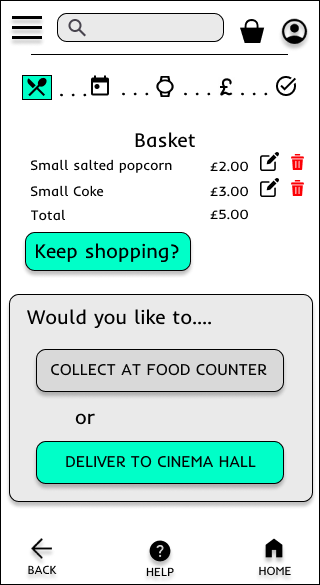 Basket
Small salted popcorn £2.00
Small Coke £3.00
Total £5.00
Keep shopping?
Would you like to....
COLLECT AT FOOD COUNTER
or
DELIVER TO CINEMA HALL
BACK HELP HOME